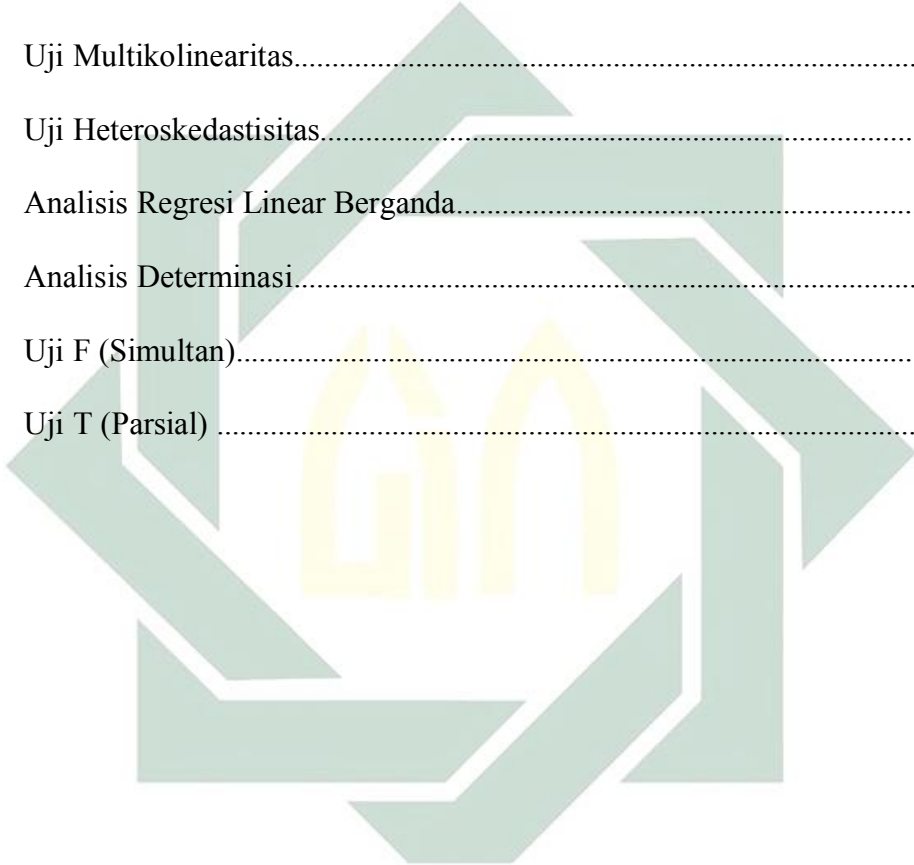 Uji Multikolinearitas....................................................................................
Uji Heteroskedastisitas.................................................................................
Analisis Regresi Linear Berganda..............................................................
Analisis Determinasi.....................................................................................
Uji F (Simultan)............................................................................................
Uji T (Parsial) ...............................................................................................